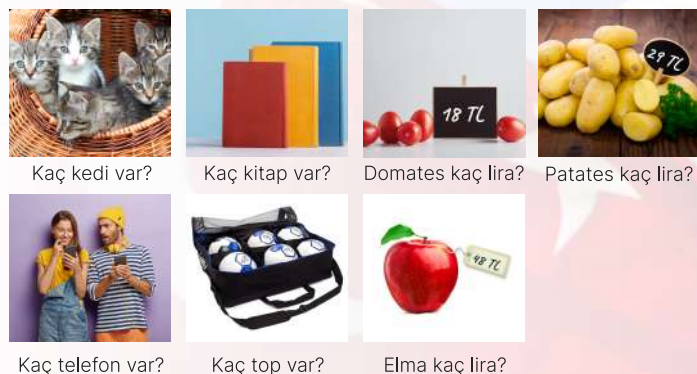 29 TL
18 TL
Kaç kedi var?
Kaç kitap var?
Domates kaç lira?
Patates kaç lira?
48 TL
Kaç telefon var?
Kaç top var?
Elma kaç lira?